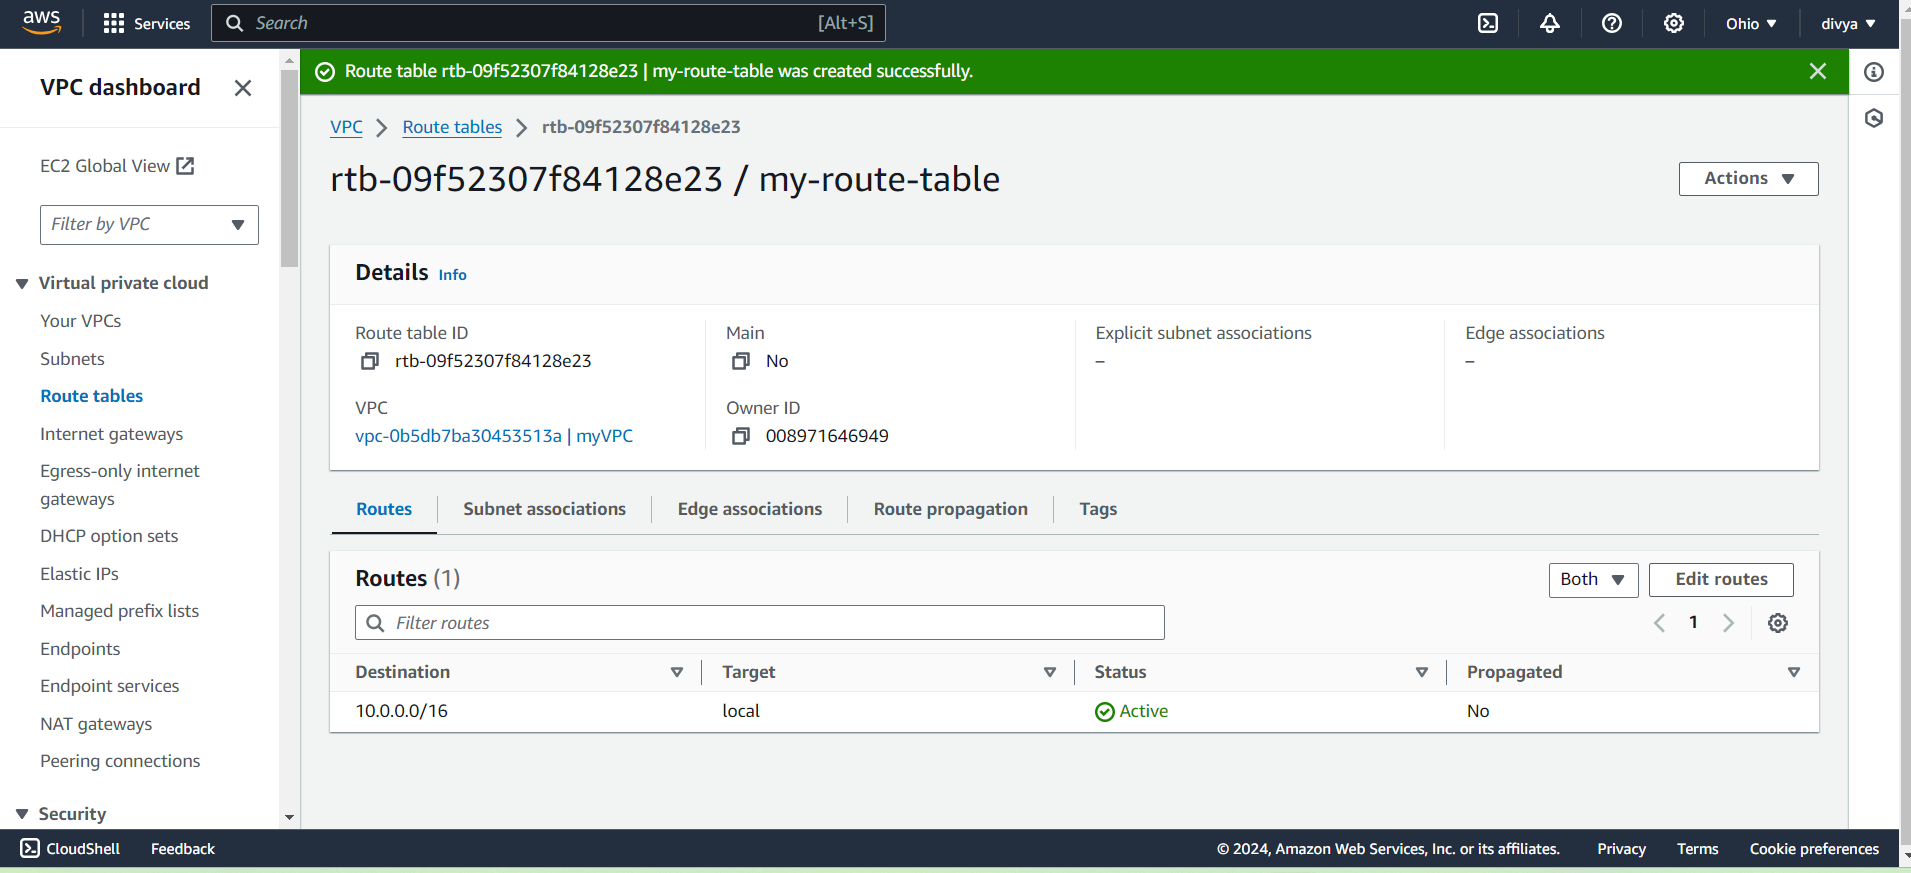 aws Services Search [Alt+S] Ohio divya
VPC dashboard
EC2 Global View
Filter by VPC
Virtual private cloud
Your VPCs
Subnets
Route tables
Internet gateways
Egress-only internet
gateways
DHCP option sets
Elastic IPs
Managed prefix lists
Endpoints
Endpoint services
NAT gateways
Peering connections
Security
Route table rtb-09f52307f84128e23 | my-route-table was created successfully.
VPC Route tables rtb-09f52307f84128e23
rtb-09f52307f84128e23 / my-route-table
Actions
Details Info
Route table ID Main Explicit subnet associations Edge associations
rtb-09f52307f84128e23 No – –
VPC Owner ID
vpc-0b5db7ba30453513a | myVPC 008971646949
Routes Subnet associations Edge associations Route propagation Tags
Routes (1) Both Edit routes
Filter routes 1
Destination Target Status Propagated
10.0.0.0/16 local Active No
CloudShell Feedback © 2024, Amazon Web Services, Inc. or its affiliates. Privacy Terms Cookie preferences